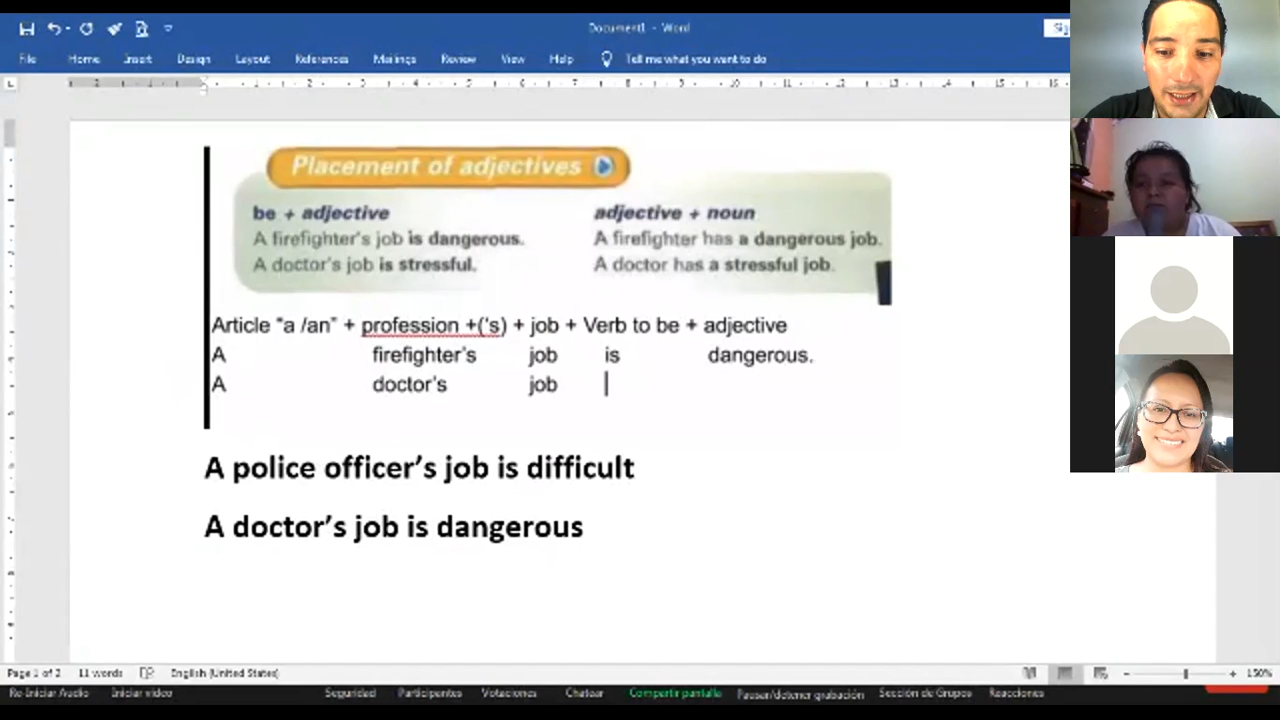 Document1 - Word
File Home Insert Design Layout References Mailings Review View Help Tell me what you want to do
Placement of adjectives
be + adjective
A firefighter's job is dangerous.
A doctor's job is stressful.
adjective + noun
A firefighter has a dangerous job.
A doctor has a stressful job.
Article “a /an” + profession +(‘s) + job + Verb to be + adjective
A firefighter’s job is dangerous.
A doctor’s job
A police officer’s job is difficult
A doctor’s job is dangerous
Page 1 of 2 11 words English (United States) 150%
Re-Iniciar Audio Iniciar video Seguridad Participantes Votaciones Chatear Compartir pantalla Pausar/detener grabación Sección de Grupos Reacciones